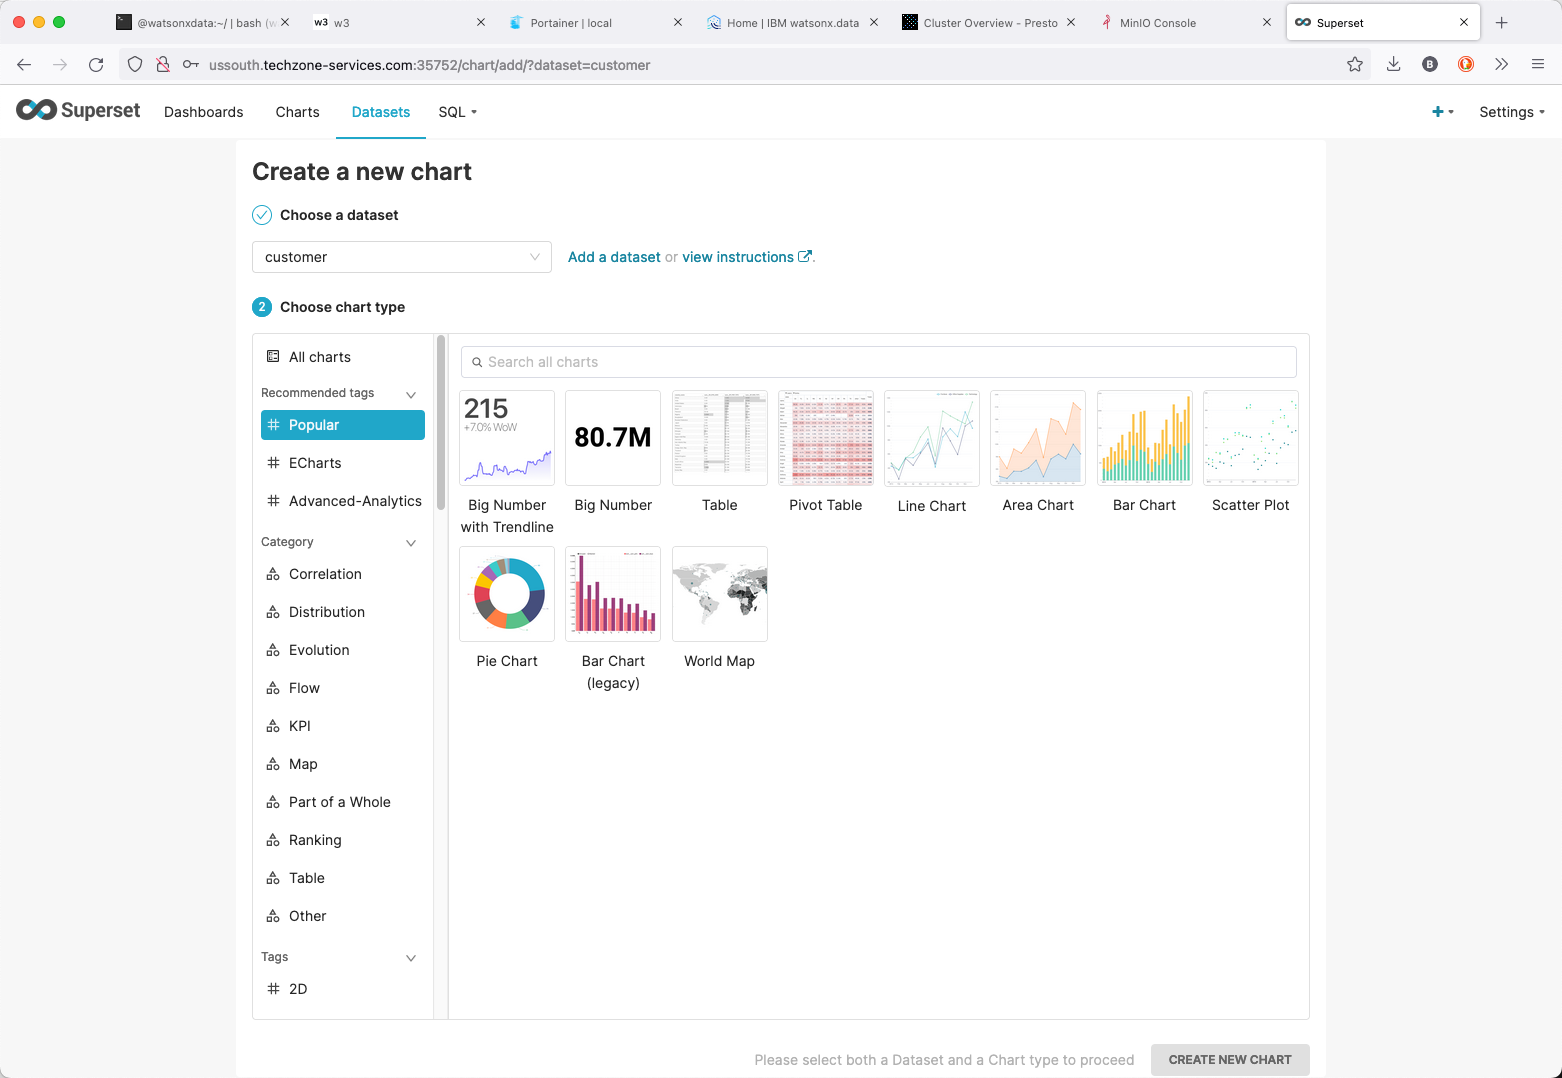 @watsonxdata:~/ | bash (w
w3 w3
Portainer | local
Home | IBM watsonx.data
Cluster Overview - Presto
MinIO Console
Superset
ussouth.techzone-services.com:35752/chart/add/?dataset=customer
B
Superset
Dashboards
Charts
Datasets
SQL
Settings
Create a new chart
Choose a dataset
customer
Add a dataset or view instructions.
2 Choose chart type
All charts
Recommended tags
# Popular
# ECharts
# Advanced-Analytics
Category
Correlation
Distribution
Evolution
Flow
KPI
Map
Part of a Whole
Ranking
Table
Other
Tags
# 2D
Search all charts
215
+7.0% WoW
80.7M
Big Number
with Trendline
Big Number
Table
Pivot Table
Line Chart
Area Chart
Bar Chart
Scatter Plot
Pie Chart
Bar Chart
(legacy)
World Map
Please select both a Dataset and a Chart type to proceed
CREATE NEW CHART